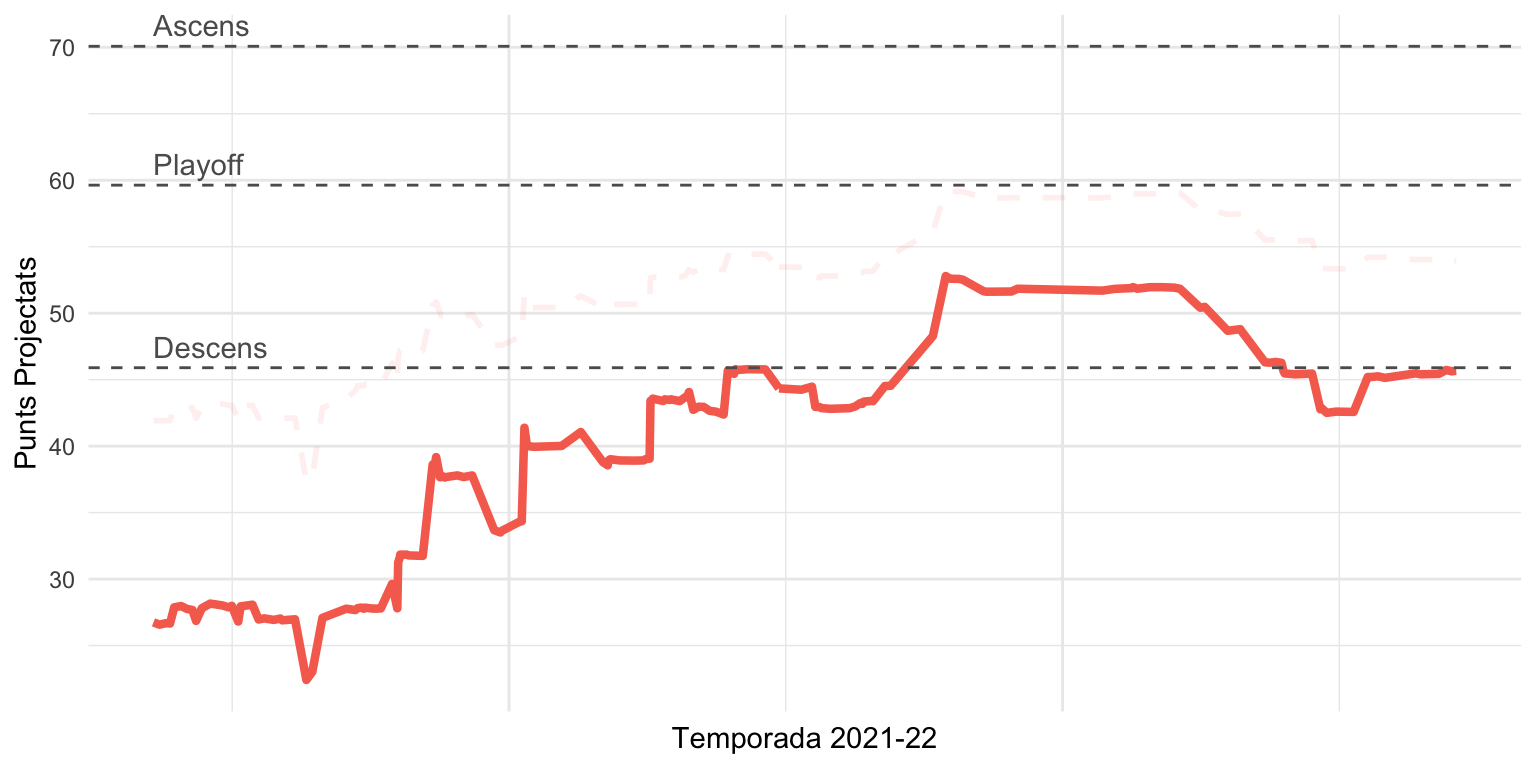 Ascens
70
Playoff
60
50
Descens
40
30
Punts Projectats
Temporada 2021-22